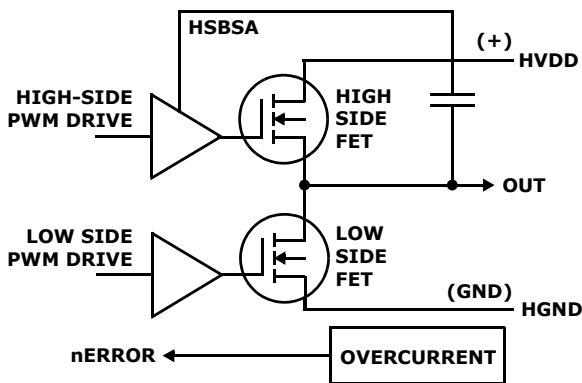 HSBSA
(+)
HVDD
HIGH-SIDE
PWM DRIVE
HIGH
SIDE
FET
OUT
LOW SIDE
PWM DRIVE
LOW
SIDE
FET
(GND)
HGND
nERROR
OVERCURRENT